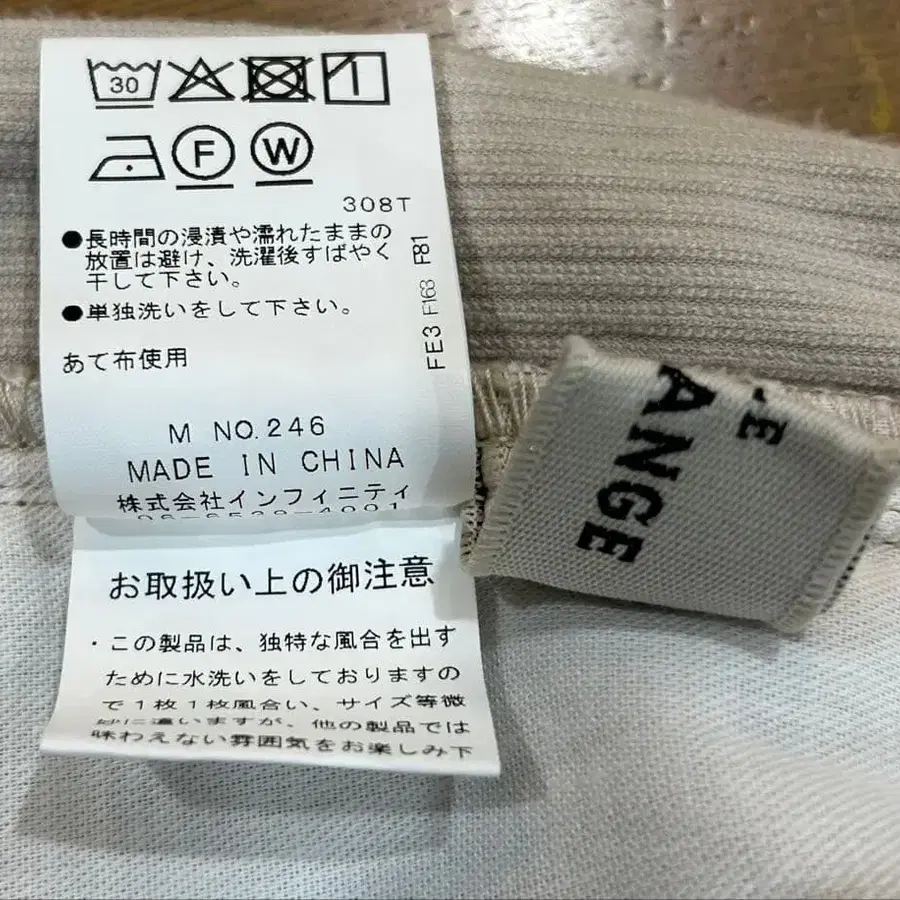 30
F W
308T
●長時間の浸漬や濡れたままの
放置は避け、洗濯後すばやく
干して下さい。
●単独洗いをして下さい。
あて布使用
FE3 F163 F81
M NO.246
MADE IN CHINA
株式会社インフィニティ
06-6539-4001
お取扱い上の御注意
・この製品は、独特な風合を出す
ために水洗いをしておりますの
で1枚1枚風合い、サイズ等微
妙に違いますが、他の製品では
味わえない雰囲気をお楽しみ下
ANGE